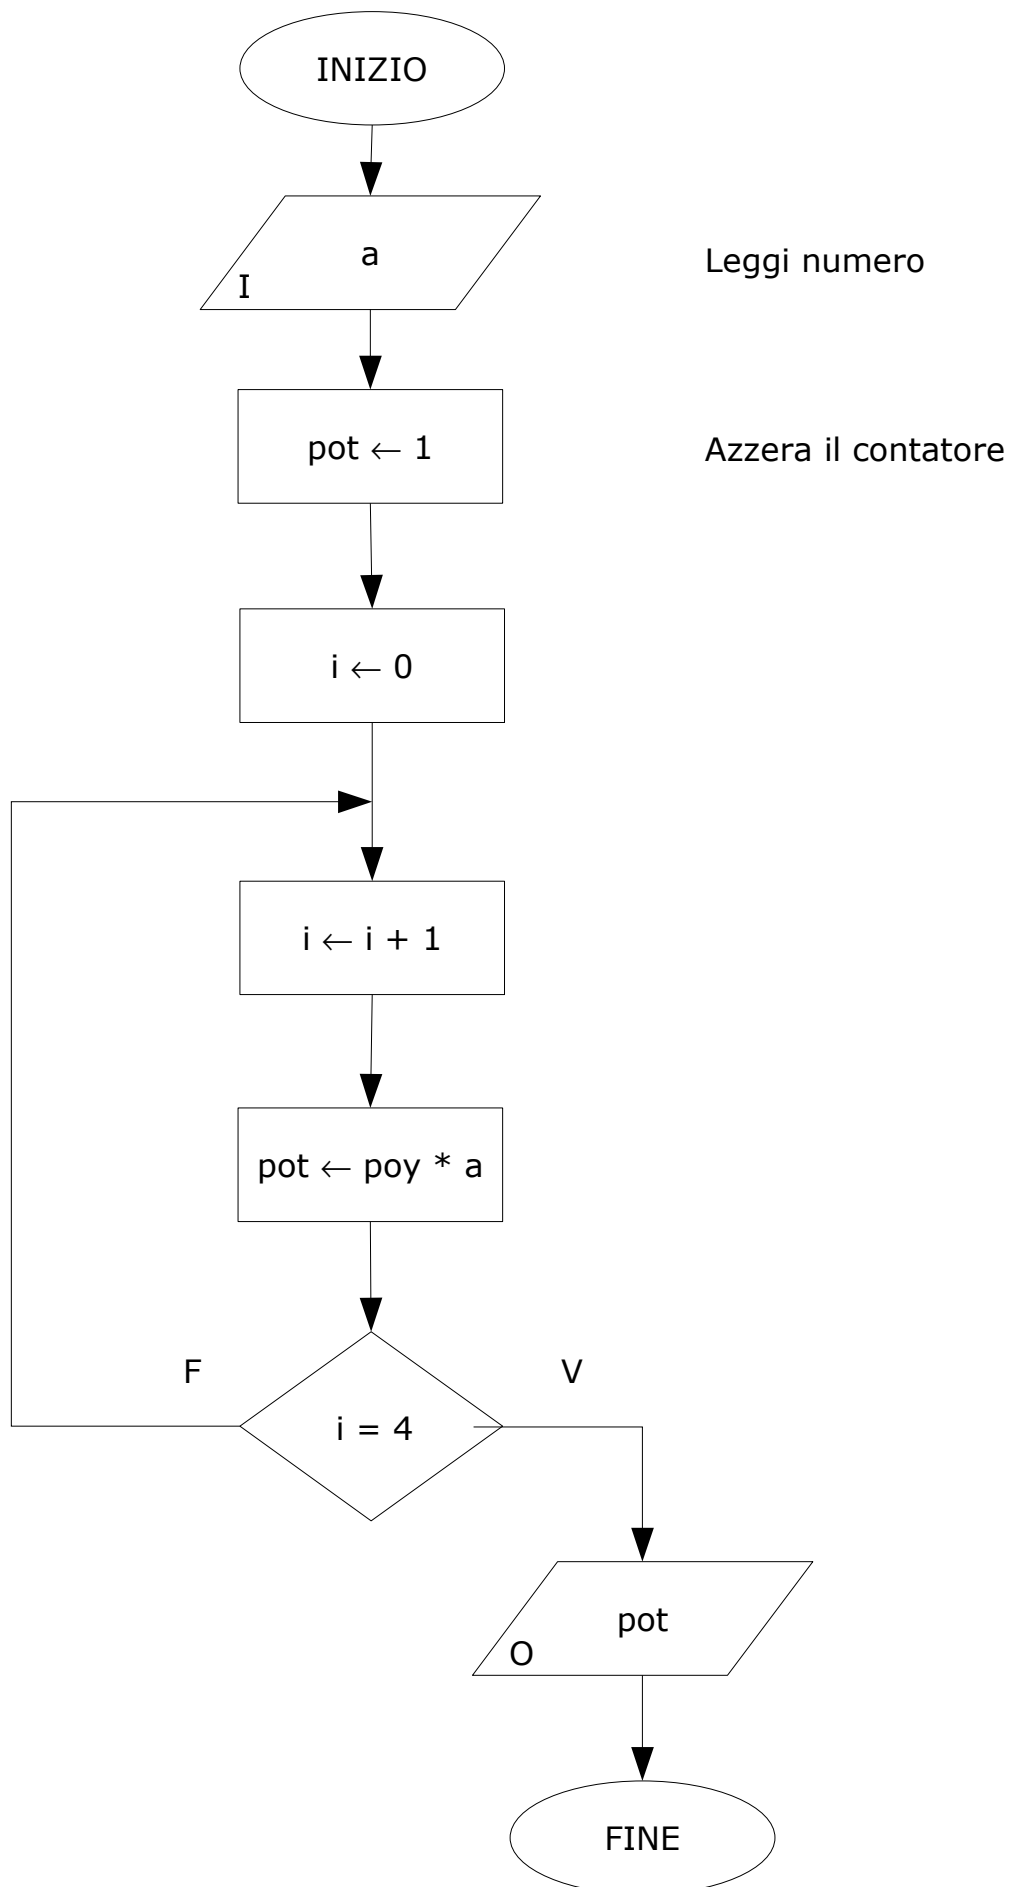 INIZIO
a
I
Leggi numero
pot ← 1
Azzera il contatore
i ← 0
i ← i + 1
pot ← poy * a
F
V
i = 4
pot
O
FINE